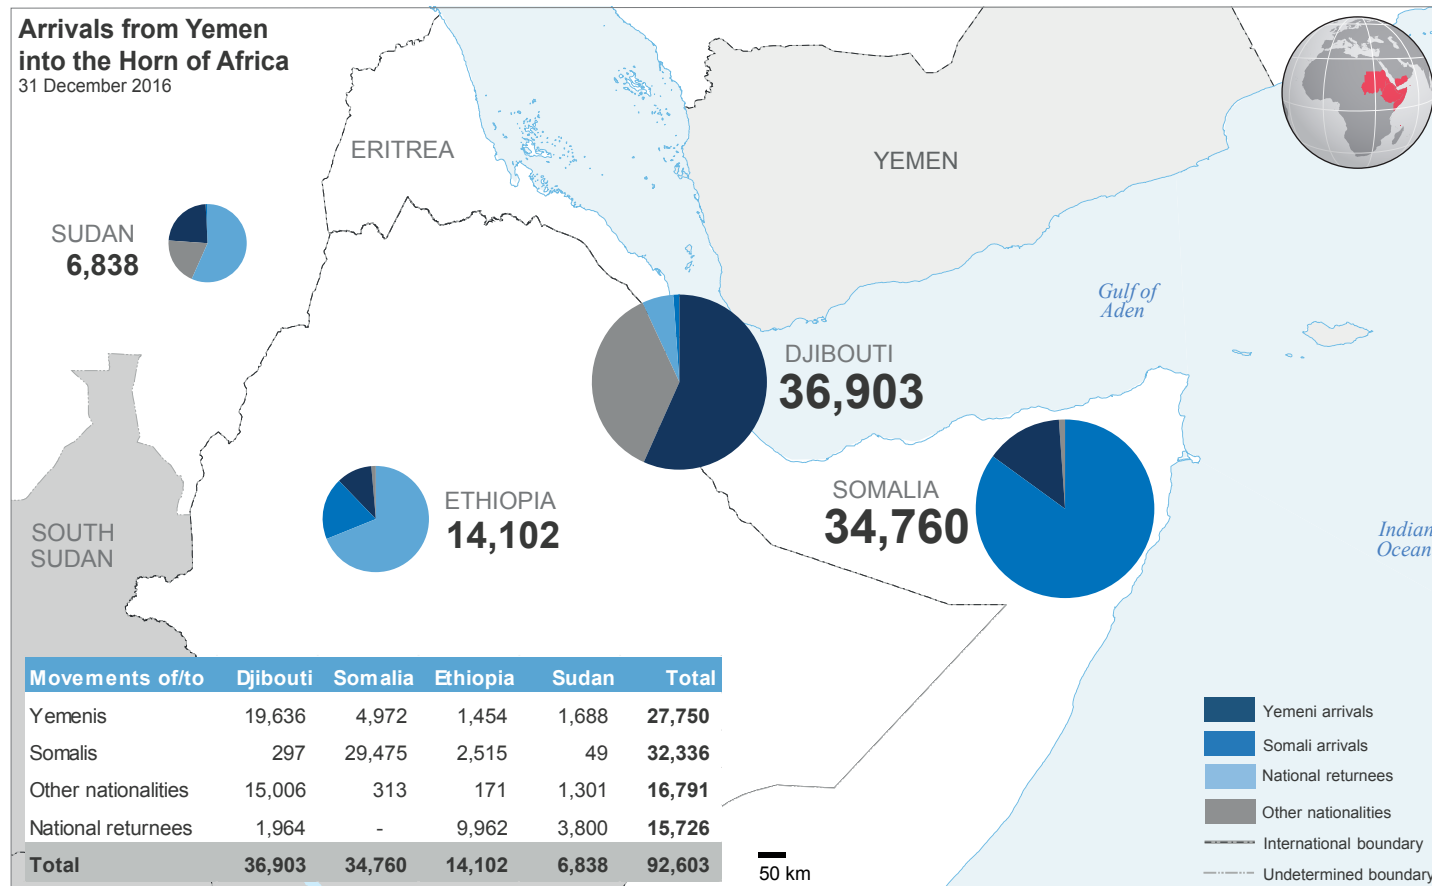 Arrivals from Yemen
into the Horn of Africa
31 December 2016
ERITREA
YEMEN
SUDAN
6,838
Gulf of
Aden
DJIBOUTI
36,903
SOMALIA
34,760
ETHIOPIA
14,102
SOUTH
SUDAN
Indian
Ocean
Movements of/to Djibouti Somalia Ethiopia Sudan Total
Yemenis 19,636 4,972 1,454 1,688 27,750
Somalis 297 29,475 2,515 49 32,336
Other nationalities 15,006 313 171 1,301 16,791
National returnees 1,964 - 9,962 3,800 15,726
Total 36,903 34,760 14,102 6,838 92,603
50 km
Yemeni arrivals
Somali arrivals
National returnees
Other nationalities
International boundary
Undetermined boundary